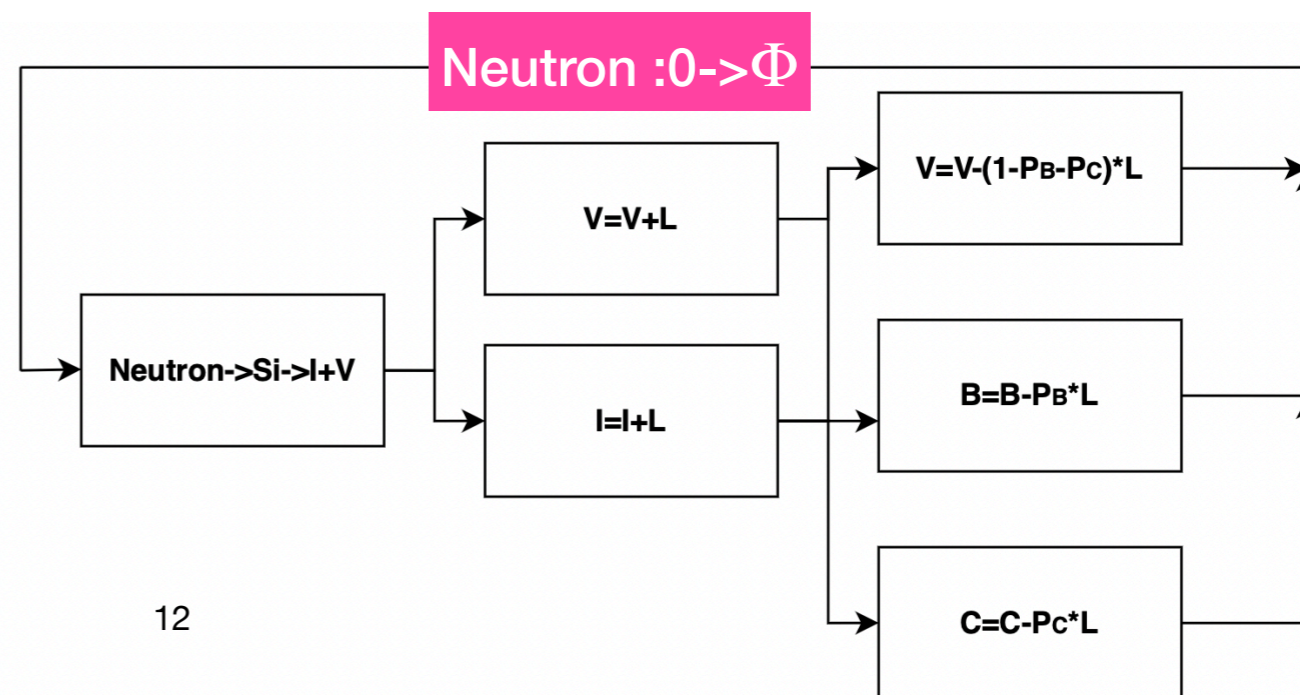 Neutron :0->Φ
V=V-(1-PB-PC)*L
V=V+L
Neutron->Si->I+V
B=B-PB*L
I=I+L
C=C-PC*L
12